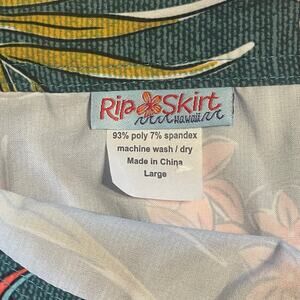 Rip Skirt
HAWAII
93% poly 7% spandex
machine wash / dry
Made in China
Large